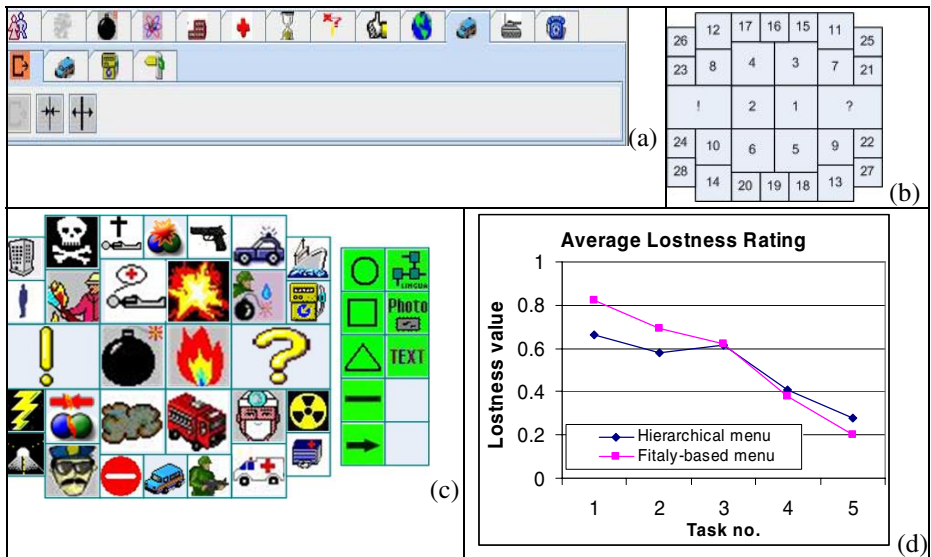 (a)
12 17 16 15 11
26 25
4 3
23 8 7 21
! 2 1 ?
24 10 6 5 9 22
28 27
14 20 19 18 13
(b)
LINGUA
Photo
! ?
TEXT
(c)
Average Lostness Rating
1
0.8
0.6
0.4
0.2
0
Lostness value
Hierarchical menu
Fitaly-based menu
1 2 3 4 5
Task no.
(d)